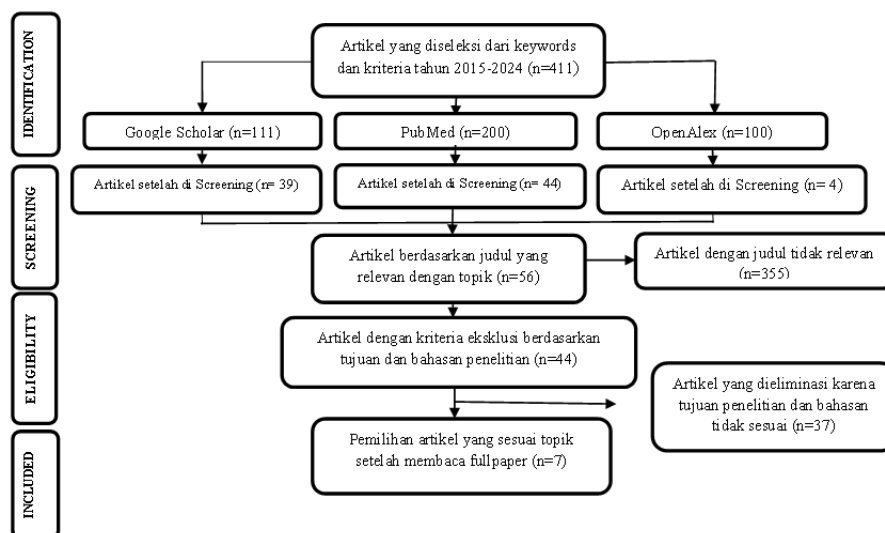 IDENTIFICATION
Artikel yang diseleksi dari keywords
dan kriteria tahun 2015-2024 (n=411)
Google Scholar (n=111)
PubMed (n=200)
OpenAlex (n=100)
SCREENING
Artikel setelah di Screening (n= 39)
Artikel setelah di Screening (n= 44)
Artikel setelah di Screening (n= 4)
Artikel berdasarkan judul yang
relevan dengan topik (n=56)
Artikel dengan judul tidak relevan
(n=355)
ELIGIBILITY
Artikel dengan kriteria eksklusi berdasarkan
tujuan dan bahasan penelitian (n=44)
Artikel yang dieliminasi karena
tujuan penelitian dan bahasan
tidak sesuai (n=37)
INCLUDED
Pemilihan artikel yang sesuai topik
setelah membaca fullpaper (n=7)